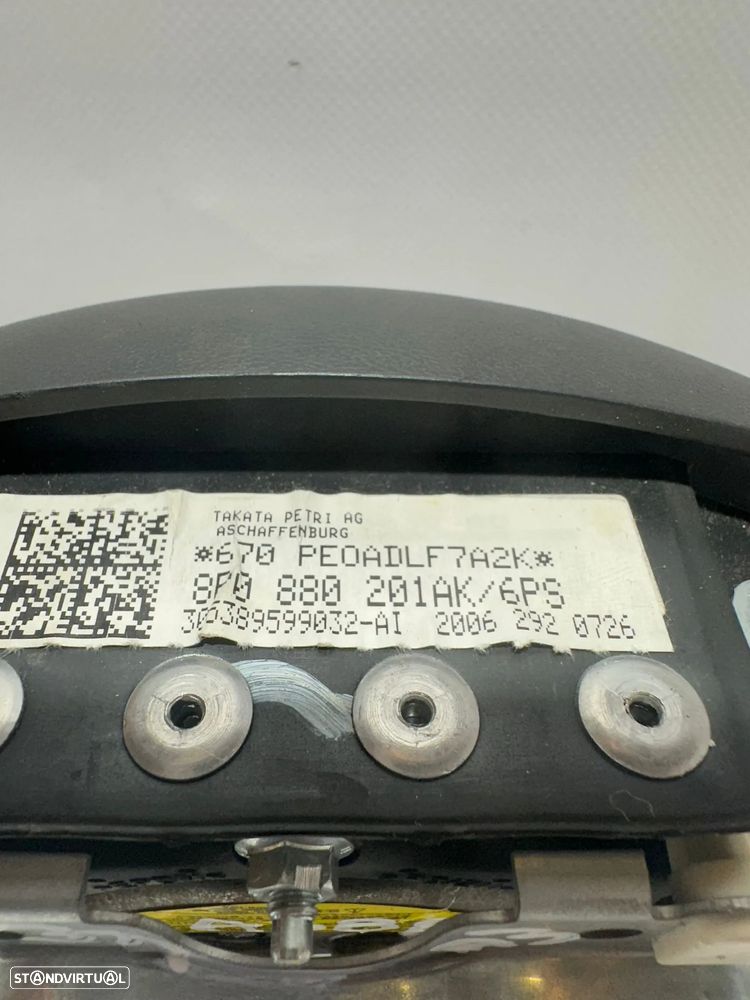 TAKATA PETRI AG
ASCHAFFENBURG
*670 PEOADLF7A2K*
8P0 880 201AK/6PS
30389599032-AI 2006 292 0726
STANDVIRTUAL